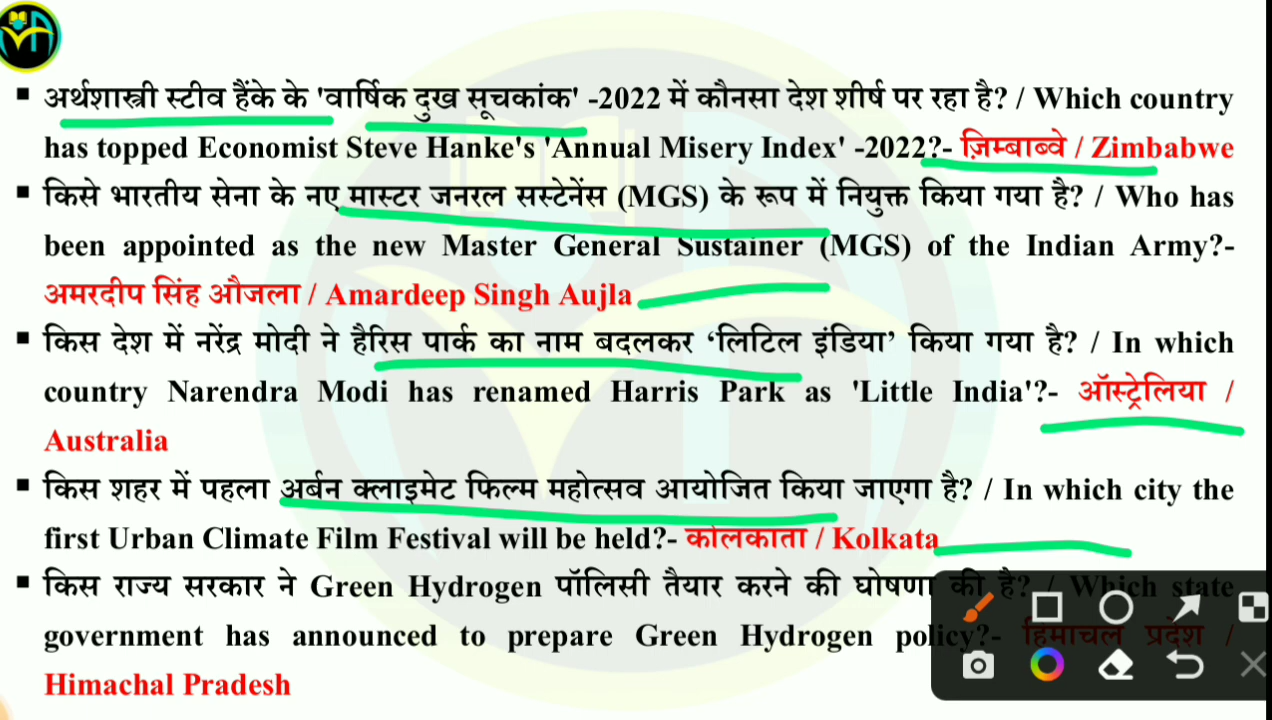 ▪ अर्थशास्त्री स्टीव हैंके के 'वार्षिक दुख सूचकांक' -2022 में कौनसा देश शीर्ष पर रहा है? / Which country
has topped Economist Steve Hanke's 'Annual Misery Index' -2022?- ज़िम्बाब्वे / Zimbabwe
▪ किसे भारतीय सेना के नए मास्टर जनरल सस्टेनेंस (MGS) के रूप में नियुक्त किया गया है? / Who has
been appointed as the new Master General Sustainer (MGS) of the Indian Army?-
अमरदीप सिंह औजला / Amardeep Singh Aujla
▪ किस देश में नरेंद्र मोदी ने हैरिस पार्क का नाम बदलकर ‘लिटिल इंडिया’ किया गया है? / In which
country Narendra Modi has renamed Harris Park as 'Little India'?- ऑस्ट्रेलिया /
Australia
▪ किस शहर में पहला अर्बन क्लाइमेट फिल्म महोत्सव आयोजित किया जाएगा है? / In which city the
first Urban Climate Film Festival will be held?- कोलकाता / Kolkata
▪ किस राज्य सरकार ने Green Hydrogen पॉलिसी तैयार करने की घोषणा की है? / Which state
government has announced to prepare Green Hydrogen policy?- हिमाचल प्रदेश /
Himachal Pradesh